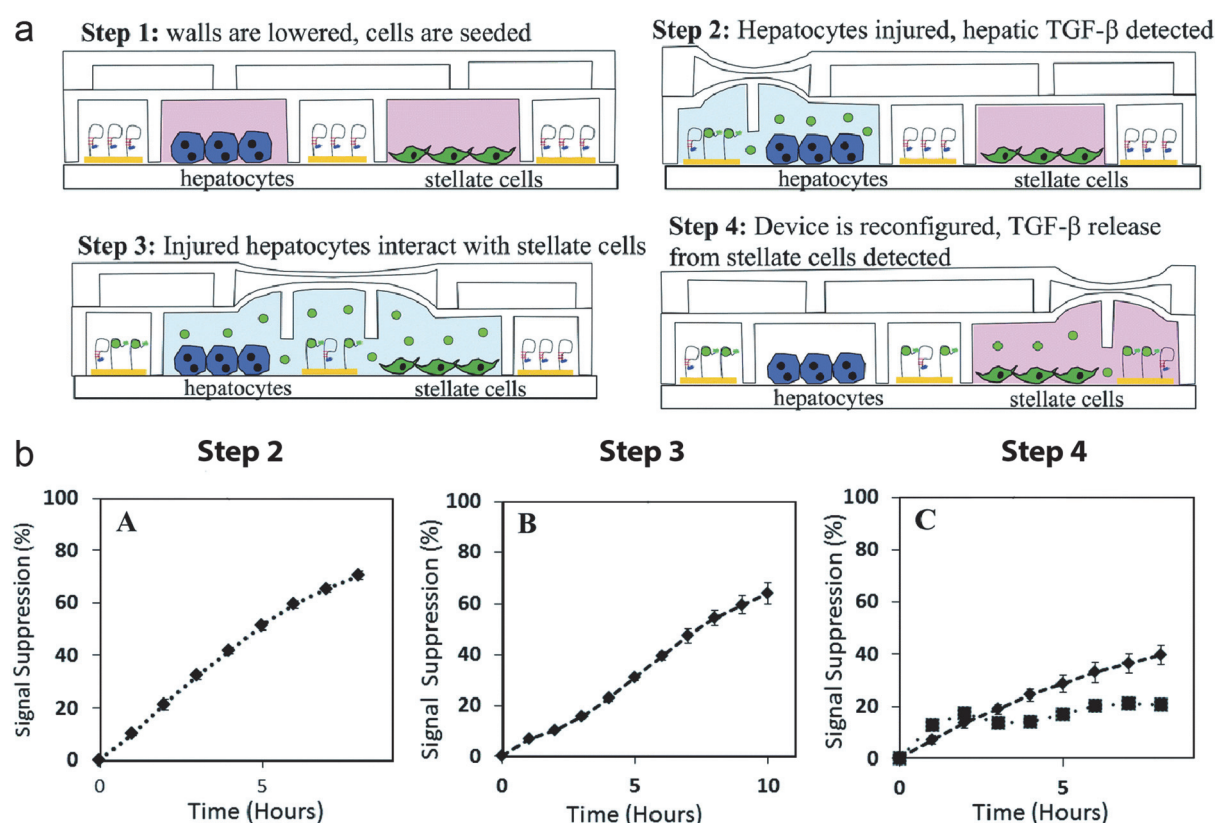 a
Step 1: walls are lowered, cells are seeded
hepatocytes
stellate cells
Step 2: Hepatocytes injured, hepatic TGF-β detected
hepatocytes
stellate cells
Step 3: Injured hepatocytes interact with stellate cells
hepatocytes
stellate cells
Step 4: Device is reconfigured, TGF-β release
from stellate cells detected
hepatocytes
stellate cells
b
Step 2
A
Signal Suppression (%)
100
80
60
40
20
0
0
5
Time (Hours)
Step 3
B
Signal Suppression (%)
100
80
60
40
20
0
0
5
10
Time (Hours)
Step 4
C
Signal Suppression (%)
100
80
60
40
20
0
0
5
Time (Hours)